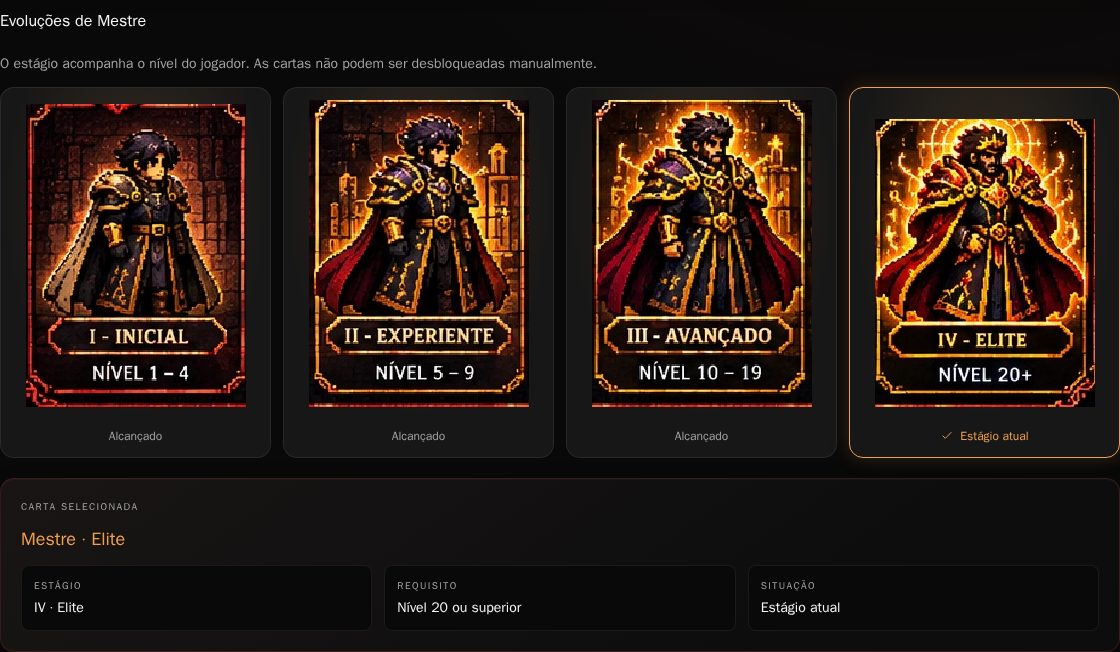 Evoluções de Mestre
O estágio acompanha o nível do jogador. As cartas não podem ser desbloqueadas manualmente.
I - INICIAL
NÍVEL 1 – 4
Alcançado
II - EXPERIENTE
NÍVEL 5 – 9
Alcançado
III - AVANÇADO
NÍVEL 10 – 19
Alcançado
IV - ELITE
NÍVEL 20+
✓ Estágio atual
CARTA SELECIONADA
Mestre · Elite
ESTÁGIO
IV · Elite
REQUISITO
Nível 20 ou superior
SITUAÇÃO
Estágio atual